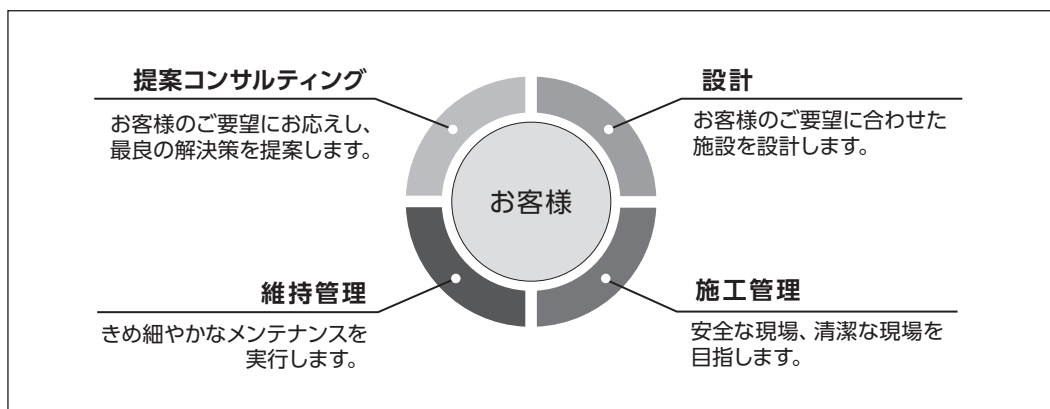 提案コンサルティング
お客様のご要望にお応えし、
最良の解決策を提案します。
設計
お客様のご要望に合わせた
施設を設計します。
お客様
維持管理
きめ細やかなメンテナンスを
実行します。
施工管理
安全な現場、清潔な現場を
目指します。